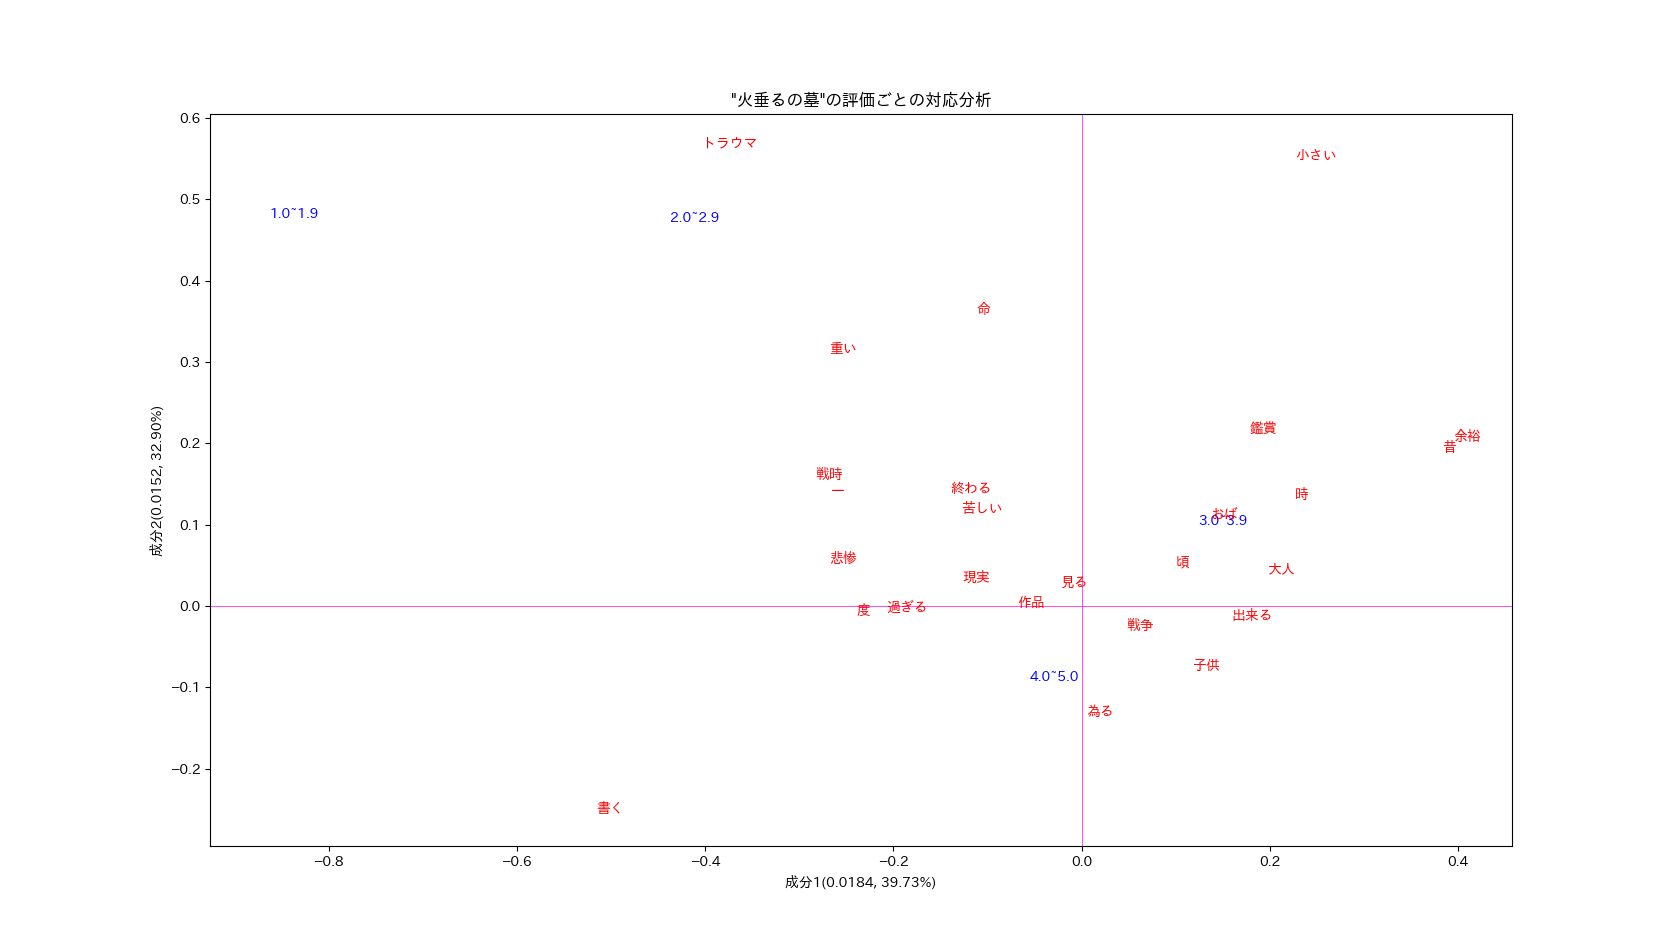 "火垂るの墓"の評価ごとの対応分析
0.6
トラウマ
小さい
0.5
1.0~1.9
2.0~2.9
0.4
命
重い
0.3
鑑賞
余裕
0.2
昔
戦時
一
終わる
時
苦しい
おば
3.0~3.9
0.1
悲惨
頃
大人
現実
見る
作品
0.0
度
過ぎる
出来る
戦争
子供
4.0~5.0
−0.1
為る
−0.2
書く
−0.8
−0.6
−0.4
−0.2
0.0
0.2
0.4
成分1(0.0184, 39.73%)
成分2(0.0152, 32.90%)